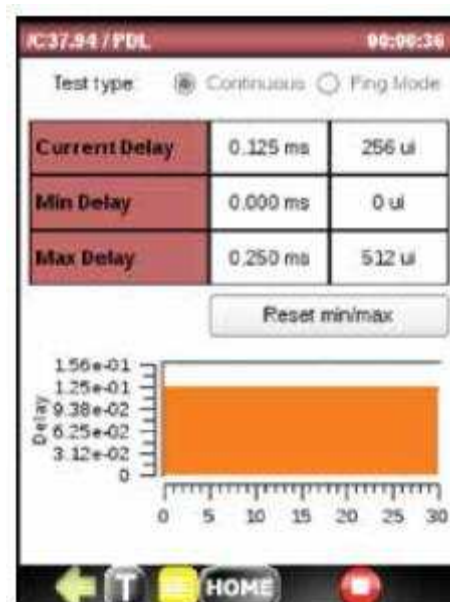 /C37.94 / PDL 00:00:36
Test type Continuous Ping Mode
Current Delay 0.125 ms 256 ui
Min Delay 0.000 ms 0 ui
Max Delay 0.250 ms 512 ui
Reset min/max
Delay
1.56e-01
1.25e-01
9.38e-02
6.25e-02
3.12e-02
0
0 5 10 15 20 25 30
T HOME